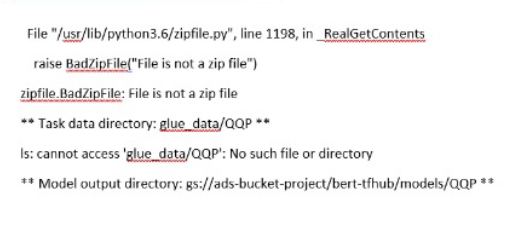 File "/usr/lib/python3.6/zipfile.py", line 1198, in _RealGetContents
raise BadZipFile("File is not a zip file")
zipfile.BadZipFile: File is not a zip file
** Task data directory: glue_data/QQP **
ls: cannot access 'glue_data/QQP': No such file or directory
** Model output directory: gs://ads-bucket-project/bert-tfhub/models/QQP **